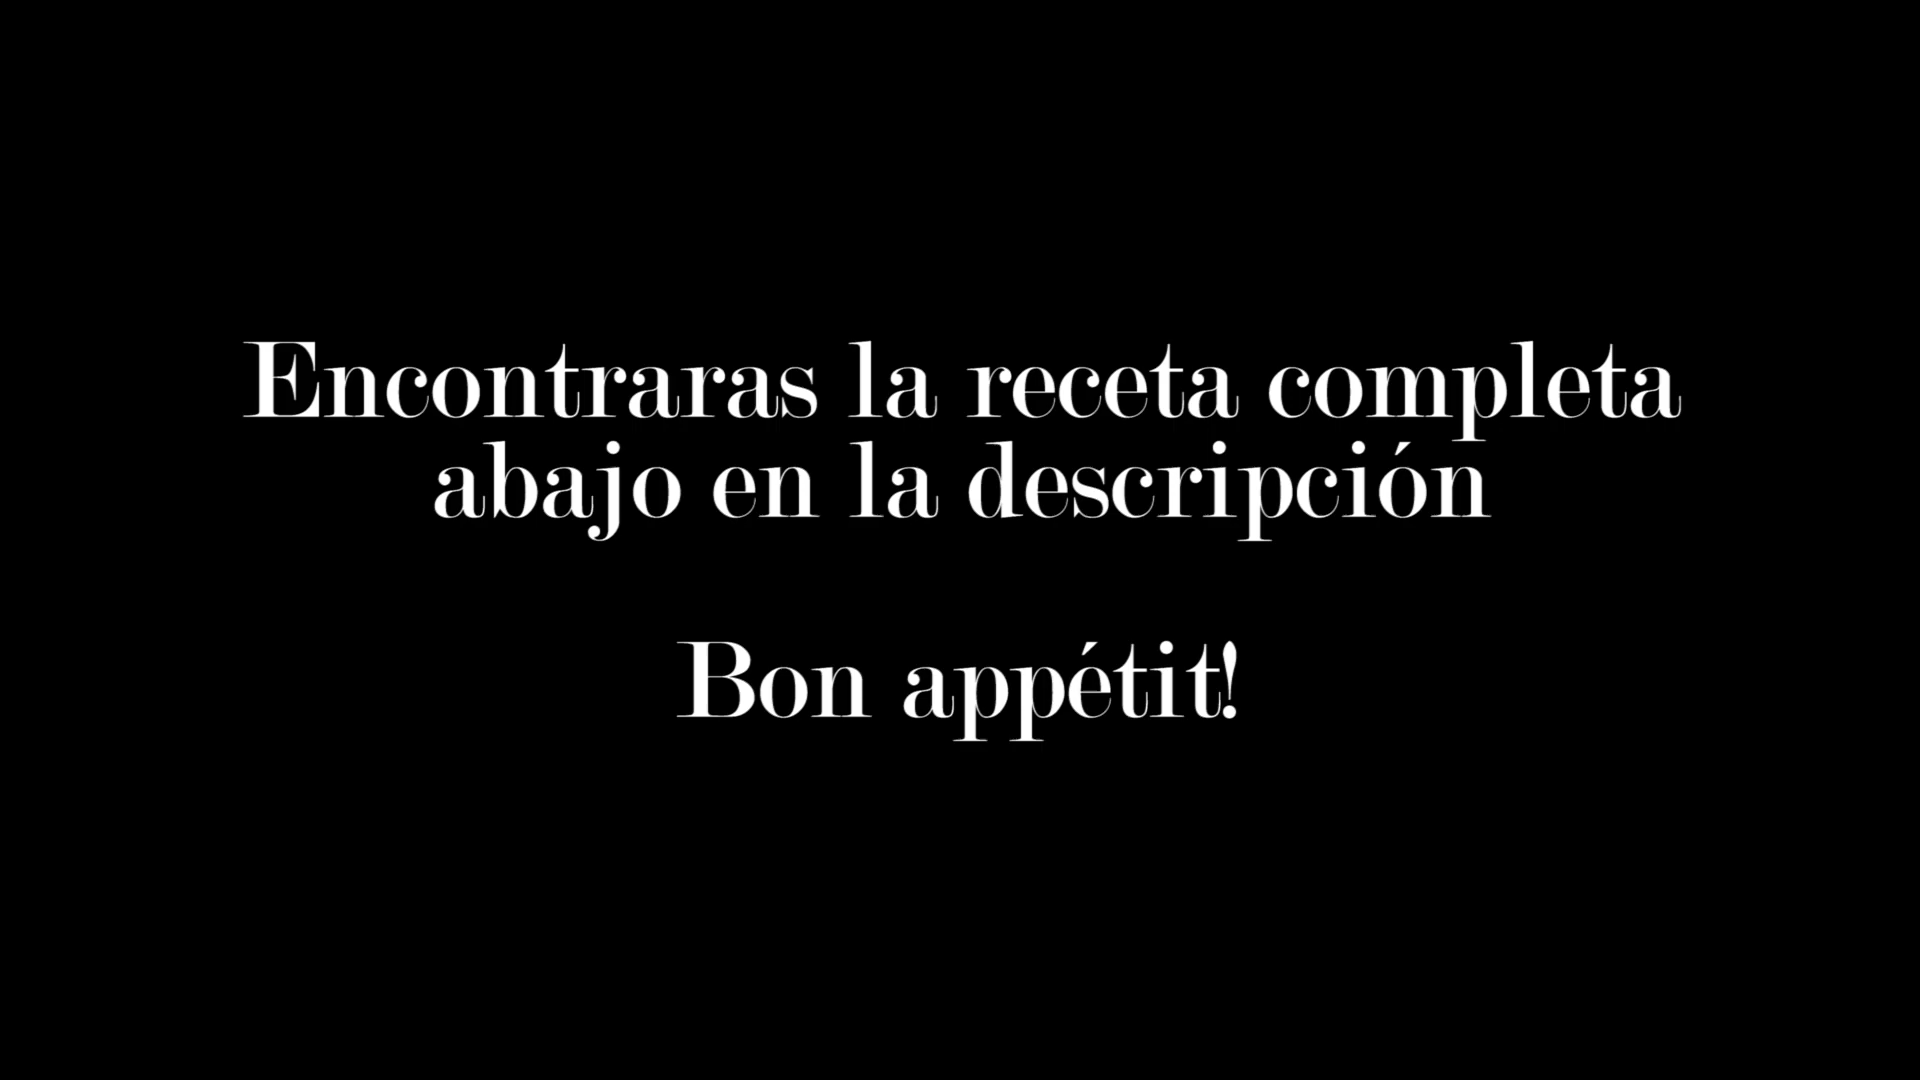 Encontraras la receta completa
abajo en la descripción
Bon appétit!